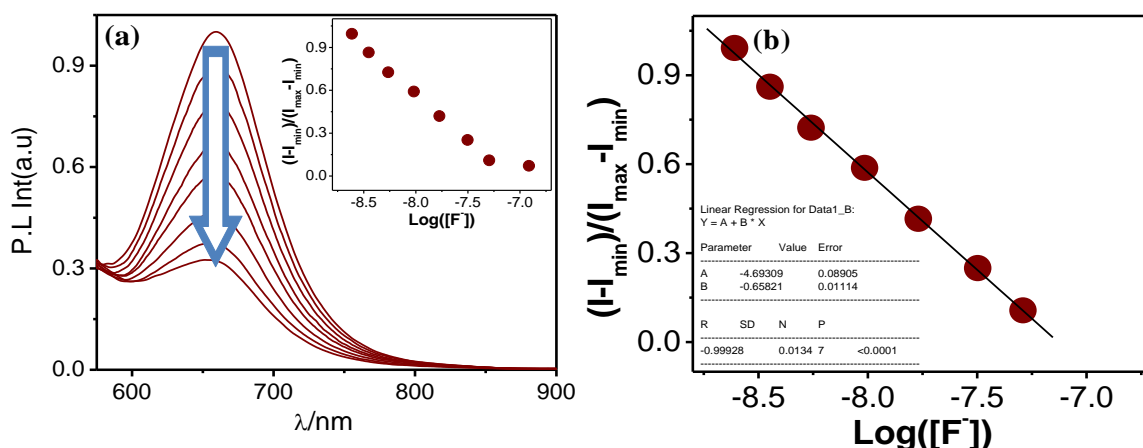 (a)
P.L Int(a.u)
0.9
0.6
0.3
0.0
600
700
800
900
λ/nm
(I-I_min)/(I_max-I_min)
0.9
0.6
0.3
0.0
-8.5 -8.0 -7.5 -7.0
Log([F⁻])
(b)
(I-I_min)/(I_max-I_min)
0.9
0.6
0.3
0.0
Linear Regression for Data1_B:
Y = A + B * X
Parameter Value Error
------------------------------------------------------------
A -4.69309 0.08905
B -0.65821 0.01114
------------------------------------------------------------
R SD N P
------------------------------------------------------------
-0.99928 0.0134 7 <0.0001
------------------------------------------------------------
-8.5 -8.0 -7.5 -7.0
Log([F⁻])